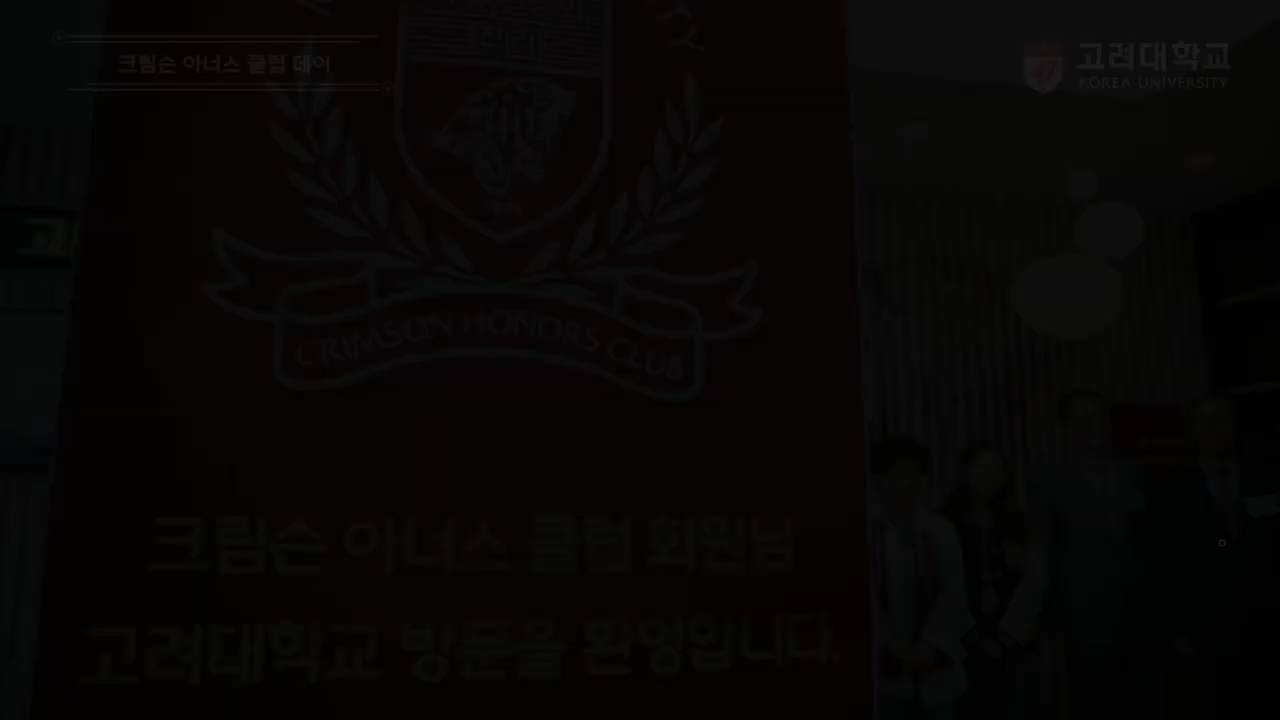 크림슨 아너스 클럽 데이
고려대학교
KOREA UNIVERSITY
CRIMSON HONORS CLUB
크림슨 아너스 클럽 회원님
고려대학교 방문을 환영합니다.